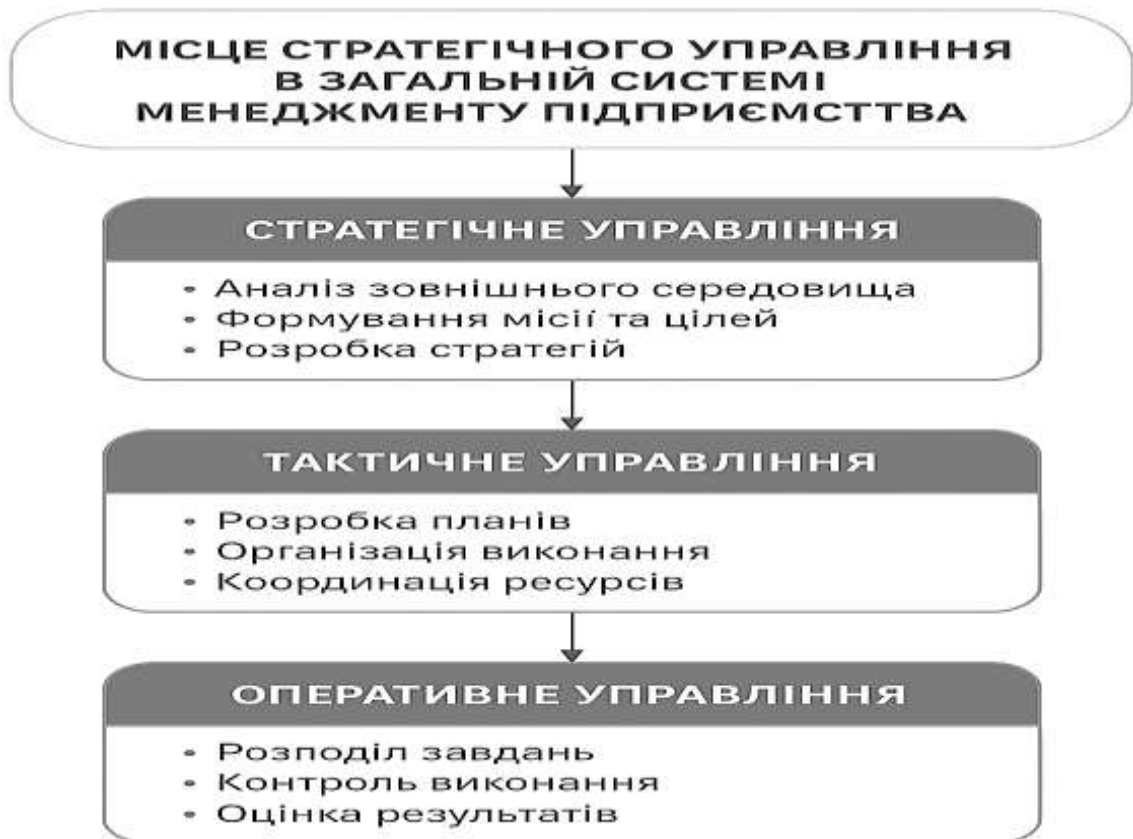 МІСЦЕ СТРАТЕГІЧНОГО УПРАВЛІННЯ
В ЗАГАЛЬНІЙ СИСТЕМІ
МЕНЕДЖМЕНТУ ПІДПРИЄМСТТВА
СТРАТЕГІЧНЕ УПРАВЛІННЯ
• Аналіз зовнішнього середовища
• Формування місії та цілей
• Розробка стратегій
ТАКТИЧНЕ УПРАВЛІННЯ
• Розробка планів
• Організація виконання
• Координація ресурсів
ОПЕРАТИВНЕ УПРАВЛІННЯ
• Розподіл завдань
• Контроль виконання
• Оцінка результатів